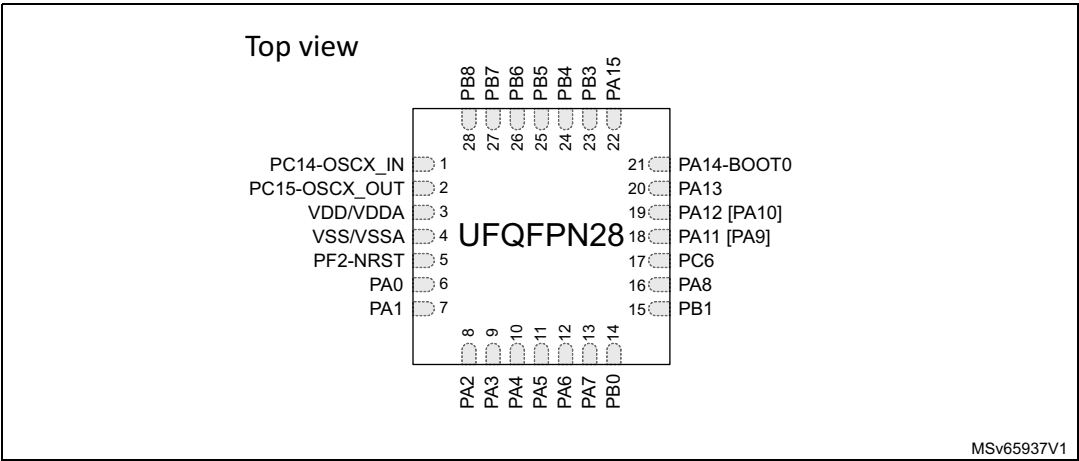 Top view
PB8 PB7 PB6 PB5 PB4 PB3 PA15
28 27 26 25 24 23 22
PC14-OSCX_IN 1 21 PA14-BOOT0
PC15-OSCX_OUT 2 20 PA13
VDD/VDDA 3 19 PA12 [PA10]
VSS/VSSA 4 UFQFPN28 18 PA11 [PA9]
PF2-NRST 5 17 PC6
PA0 6 16 PA8
PA1 7 15 PB1
8 9 10 11 12 13 14
PA2 PA3 PA4 PA5 PA6 PA7 PB0
MSv65937V1